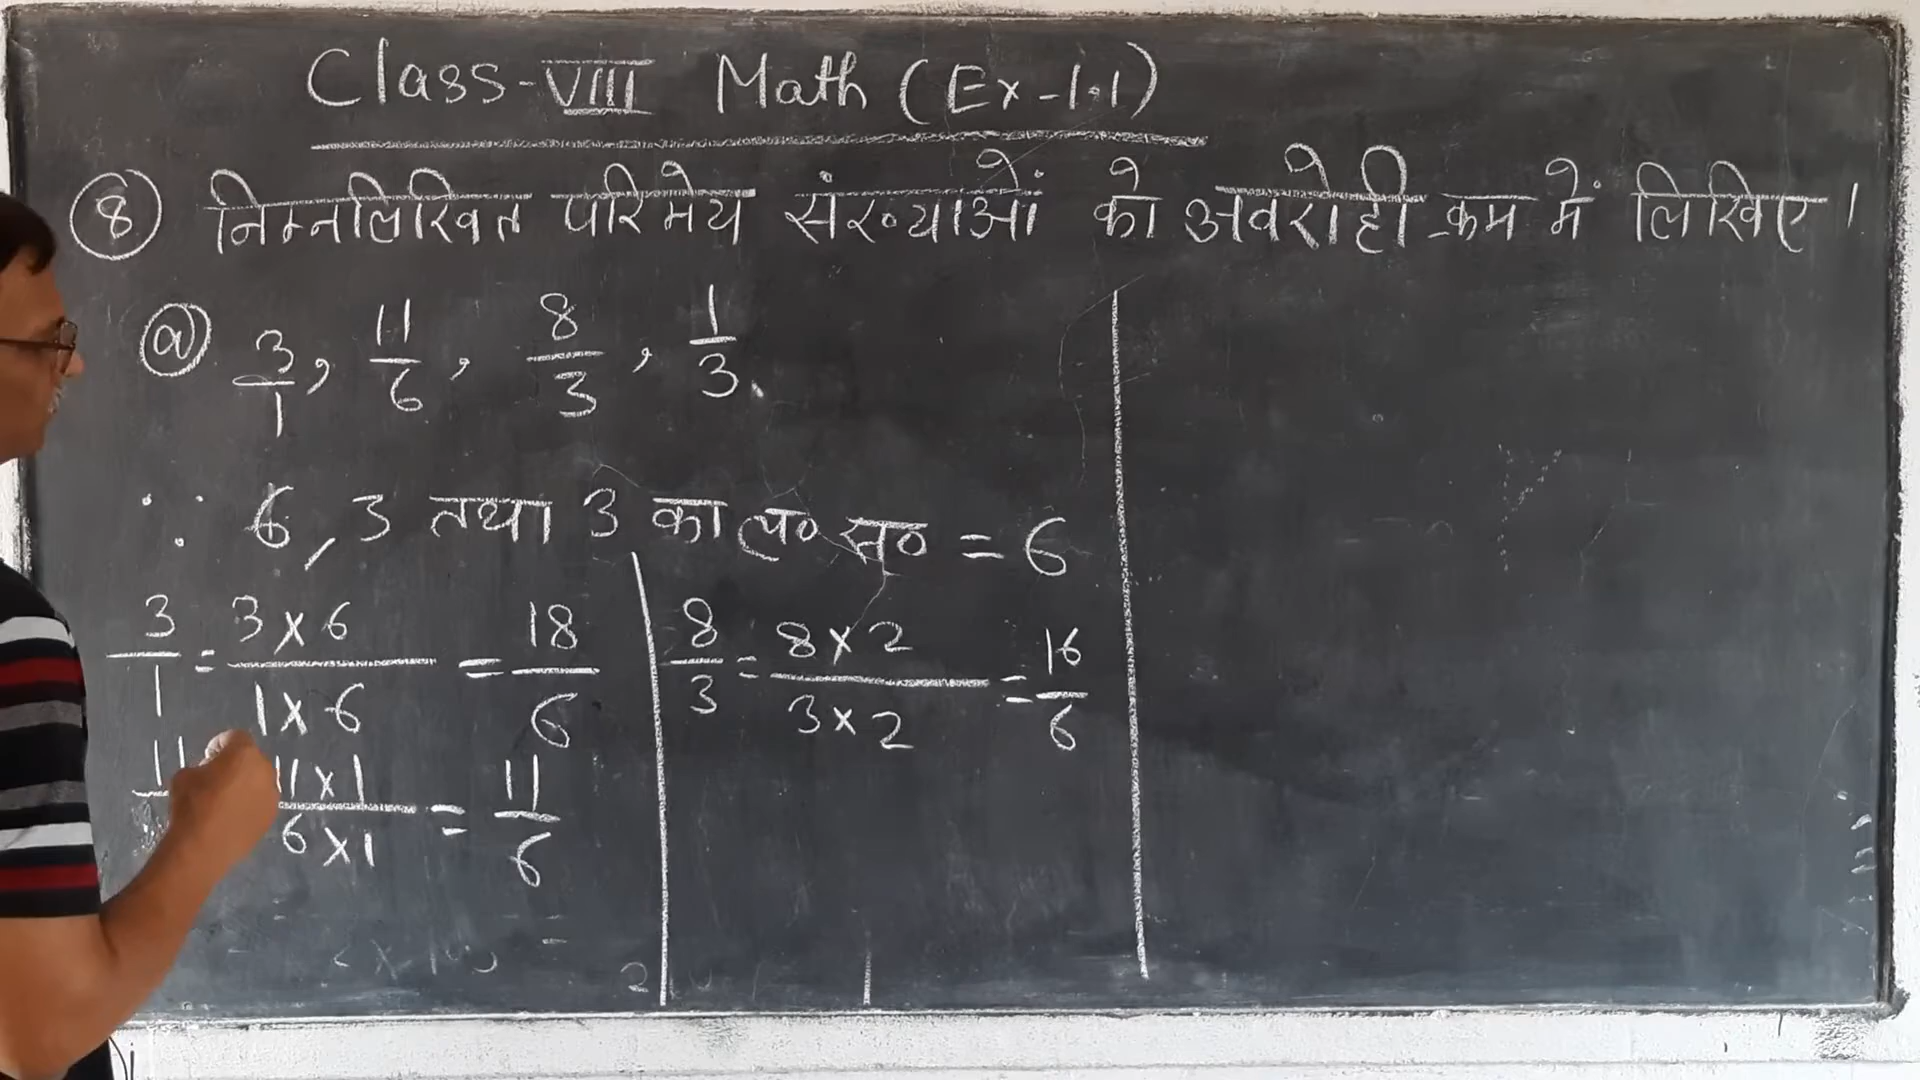 Class-VIII Math (Ex-1.1)
8 निम्नलिखित परिमेय संख्याओं को अवरोही क्रम में लिखिए।
a 3/1, 11/6, 8/3, 1/3.
∵ 6, 3 तथा 3 का ल० स० = 6
3/1 = 3×6/1×6 = 18/6
11 11×1/6×1 = 11/6
8/3 = 8×2/3×2 = 16/6